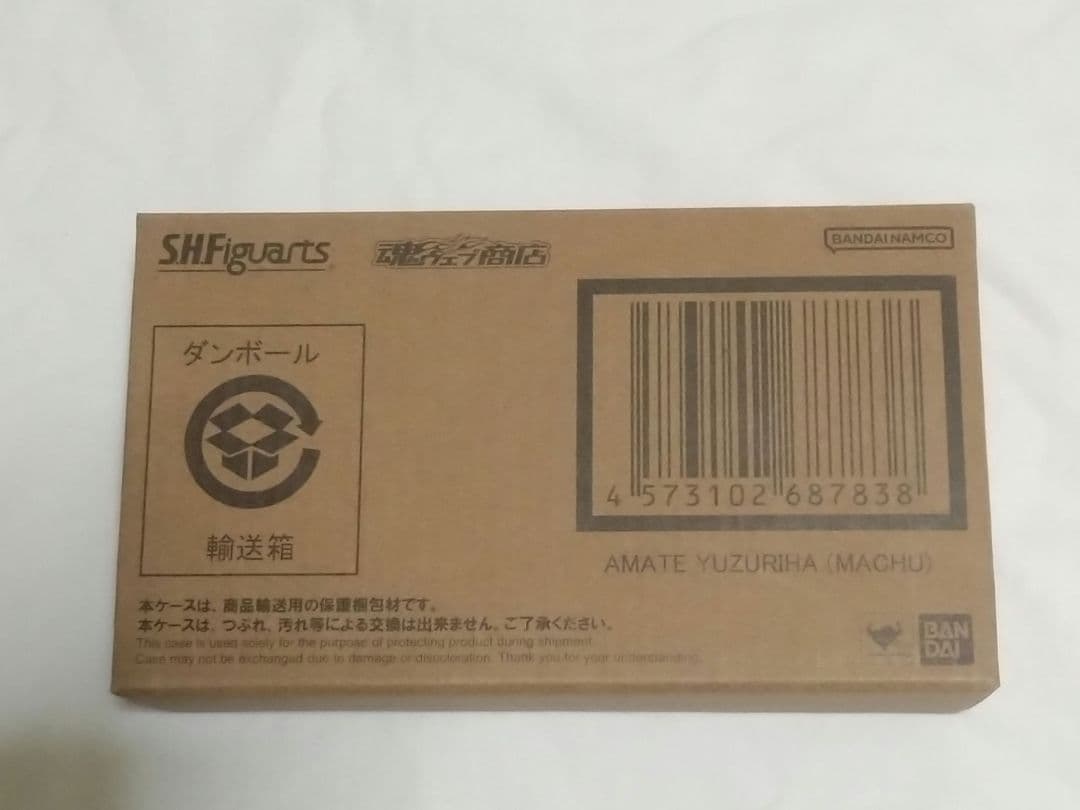 S.H.Figuarts
魂ウェブ商店
BANDAI NAMCO
ダンボール
輸送箱
4 573102 687838
AMATE YUZURIHA (MACHU)
本ケースは、商品輸送用の保護梱包材です。
本ケースは、つぶれ、汚れ等による交換は出来ません。ご了承ください。
This case is used solely for the purpose of protecting product during shipment.
Case may not be exchanged due to damage or discoloration. Thank you for your understanding.
BAN
DAI